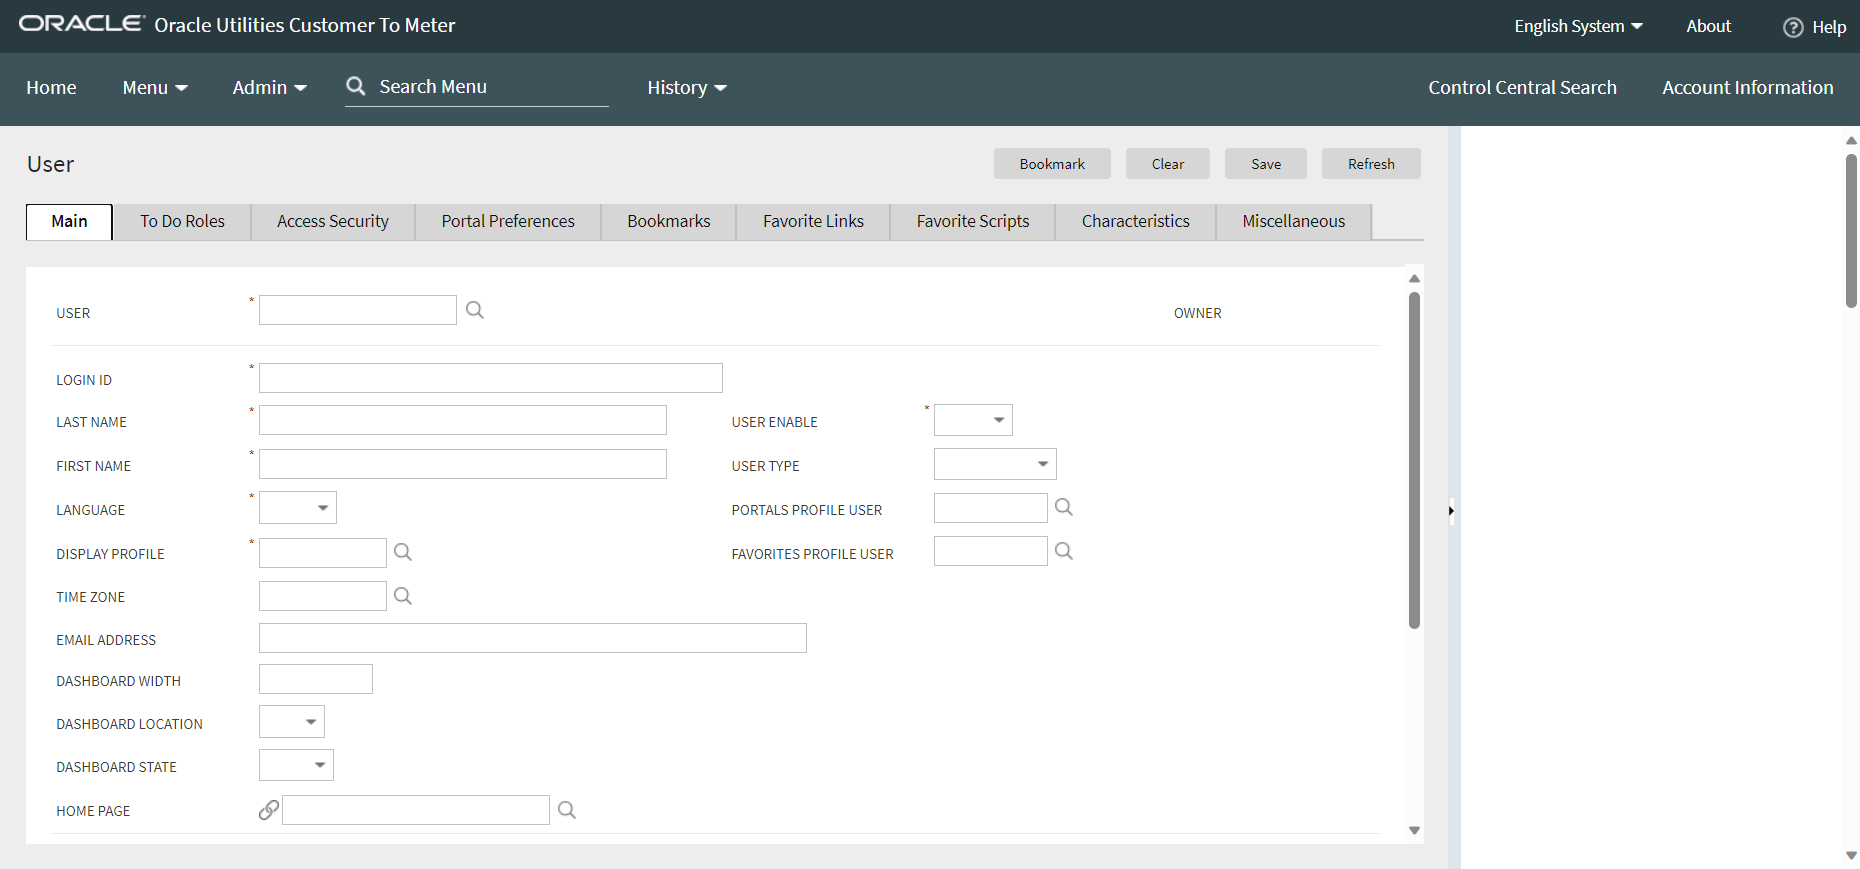 ORACLE Oracle Utilities Customer To Meter
English System About ? Help
Home Menu Admin Search Menu History Control Central Search Account Information
User
Bookmark Clear Save Refresh
Main To Do Roles Access Security Portal Preferences Bookmarks Favorite Links Favorite Scripts Characteristics Miscellaneous
USER * OWNER
LOGIN ID *
LAST NAME * USER ENABLE *
FIRST NAME * USER TYPE
LANGUAGE * PORTALS PROFILE USER
DISPLAY PROFILE * FAVORITES PROFILE USER
TIME ZONE
EMAIL ADDRESS
DASHBOARD WIDTH
DASHBOARD LOCATION
DASHBOARD STATE
HOME PAGE